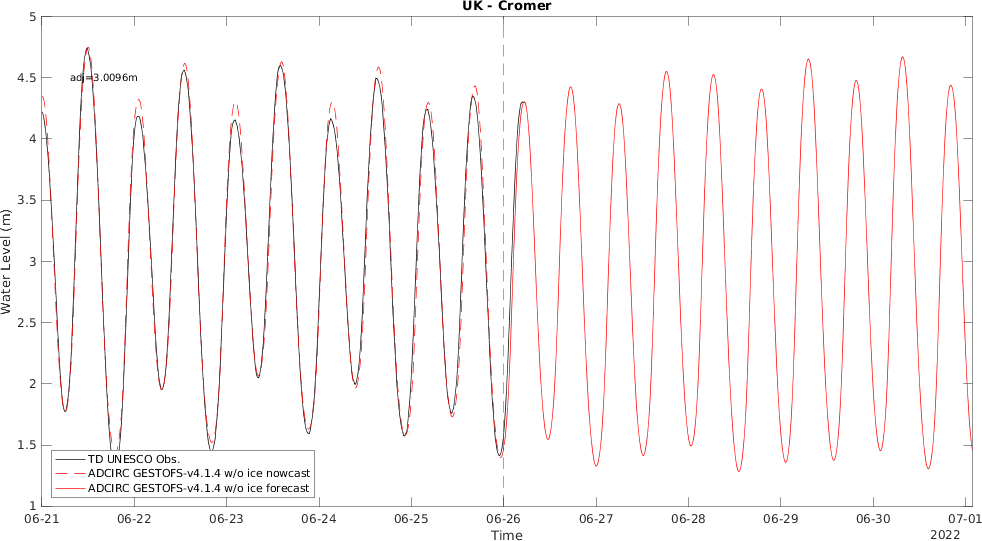 UK - Cromer
adj=3.0096m
Water Level (m)
5
4.5
4
3.5
3
2.5
2
1.5
1
TD UNESCO Obs.
ADCIRC GESTOFS-v4.1.4 w/o ice nowcast
ADCIRC GESTOFS-v4.1.4 w/o ice forecast
06-21 06-22 06-23 06-24 06-25 06-26 06-27 06-28 06-29 06-30 07-01
Time
2022